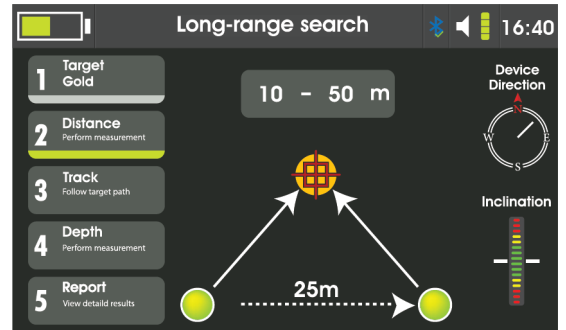 Long-range search
16:40
1
Target
Gold
2
Distance
Perform measurement
3
Track
Follow target path
4
Depth
Perform measurement
5
Report
View detaild results
10 - 50 m
25m
Device
Direction
N
W
E
S
Inclination